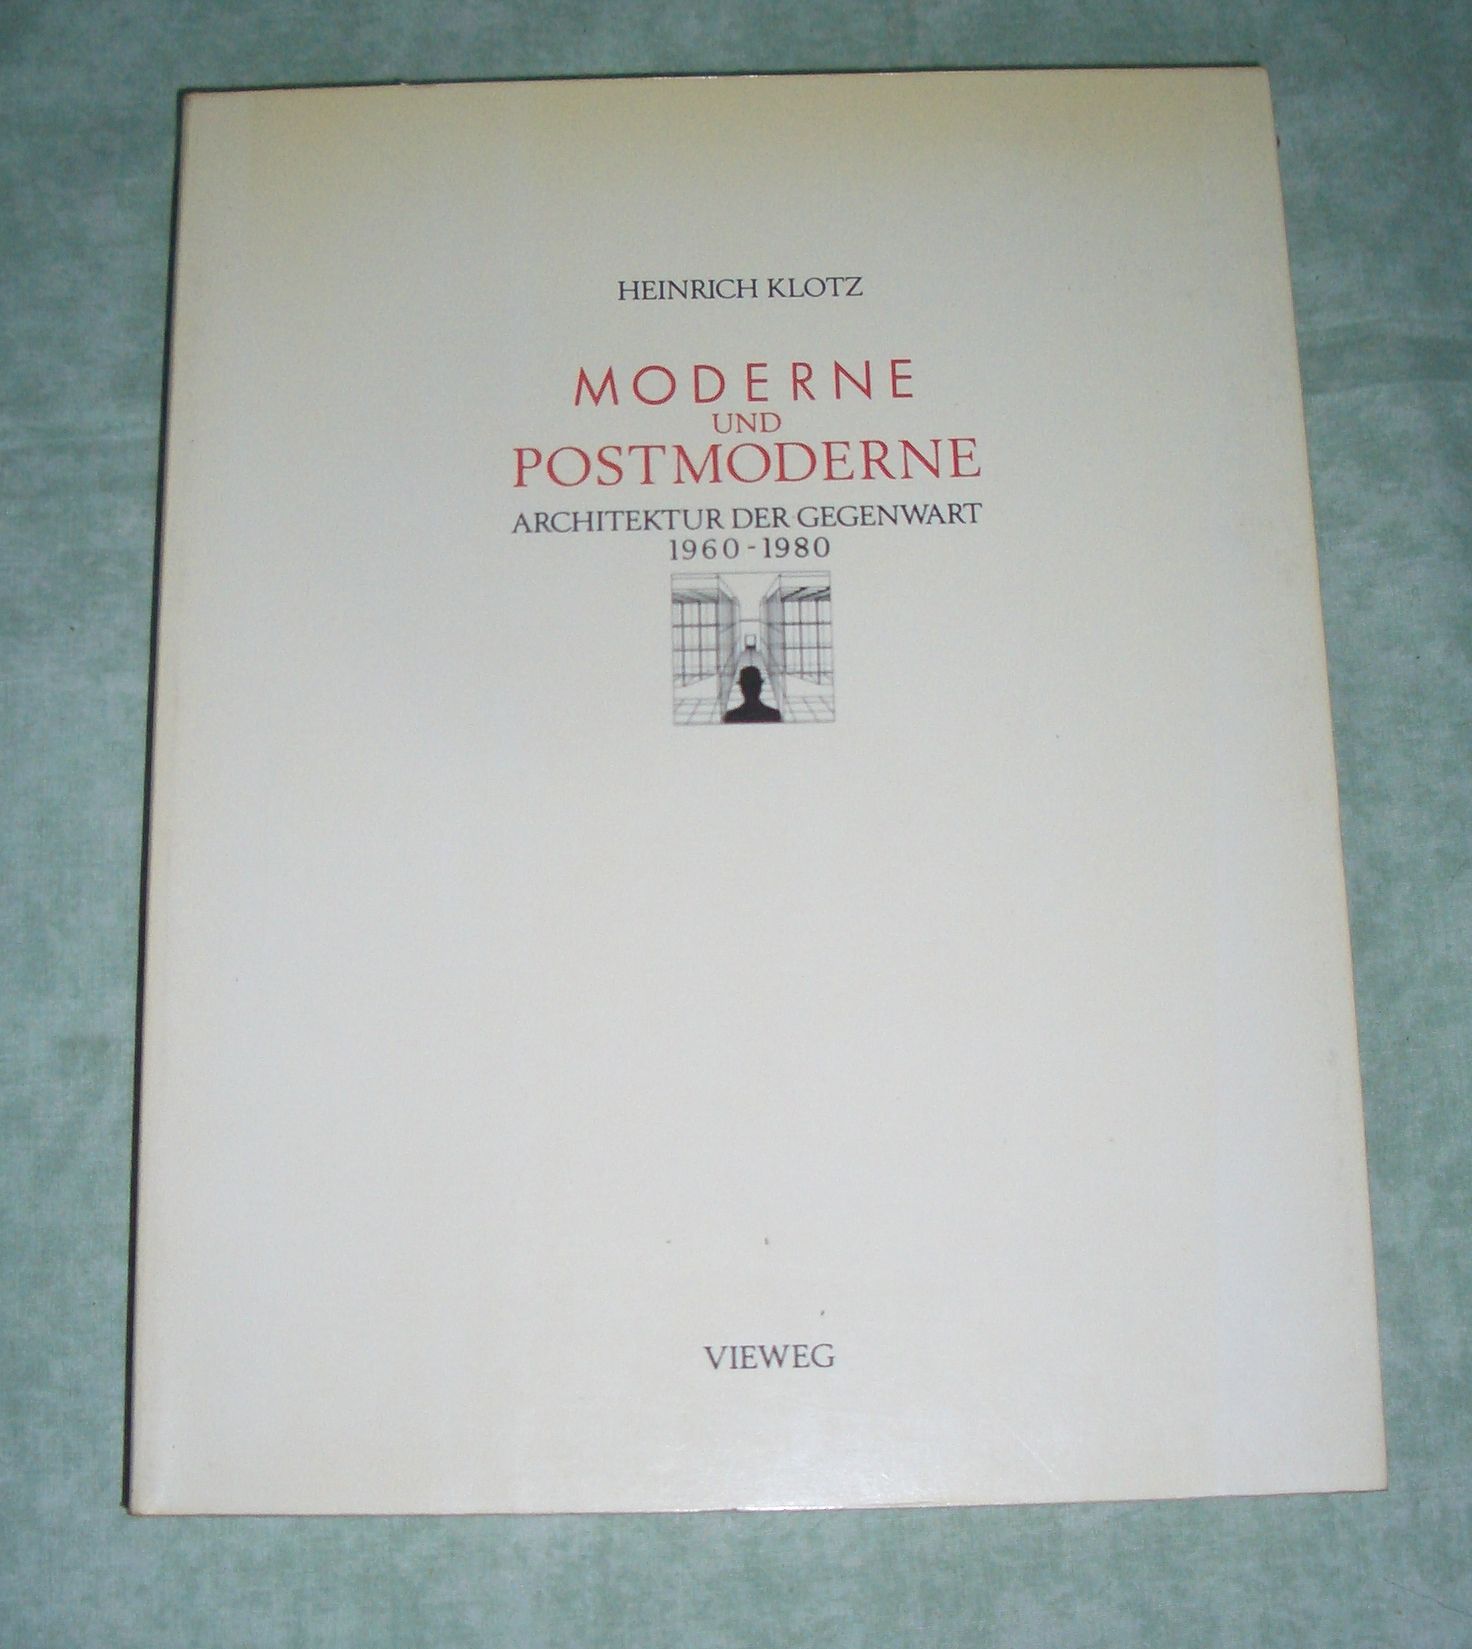 HEINRICH KLOTZ
MODERNE
UND
POSTMODERNE
ARCHITEKTUR DER GEGENWART
1960-1980
VIEWEG